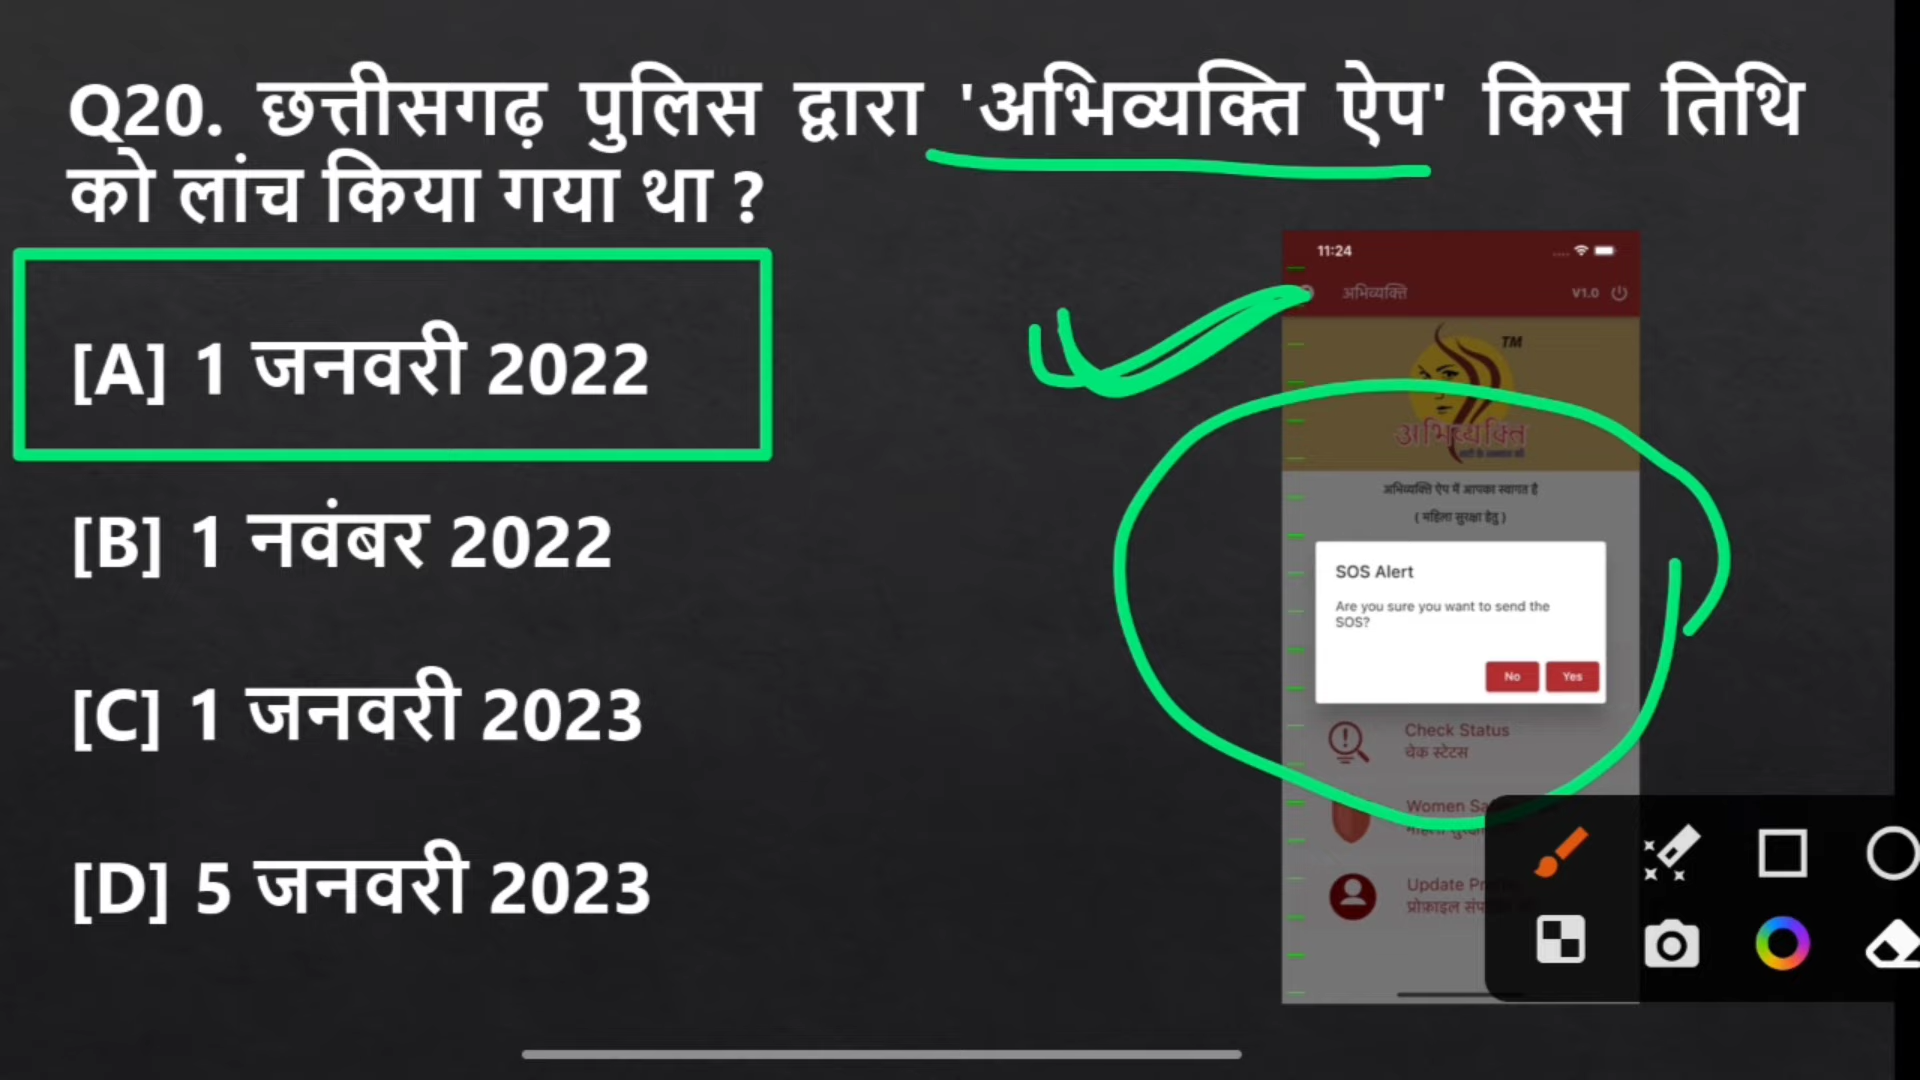 Q20. छत्तीसगढ़ पुलिस द्वारा 'अभिव्यक्ति ऐप' किस तिथि
को लांच किया गया था ?
[A] 1 जनवरी 2022
[B] 1 नवंबर 2022
[C] 1 जनवरी 2023
[D] 5 जनवरी 2023
11:24
अभिव्यक्ति V1.0
TM
अभिव्यक्ति
अभिव्यक्ति ऐप में आपका स्वागत है
( महिला सुरक्षा हेतु )
SOS Alert
Are you sure you want to send the
SOS?
No Yes
Check Status
चेक स्टेटस
Women
Update
प्रोफ़ाइल